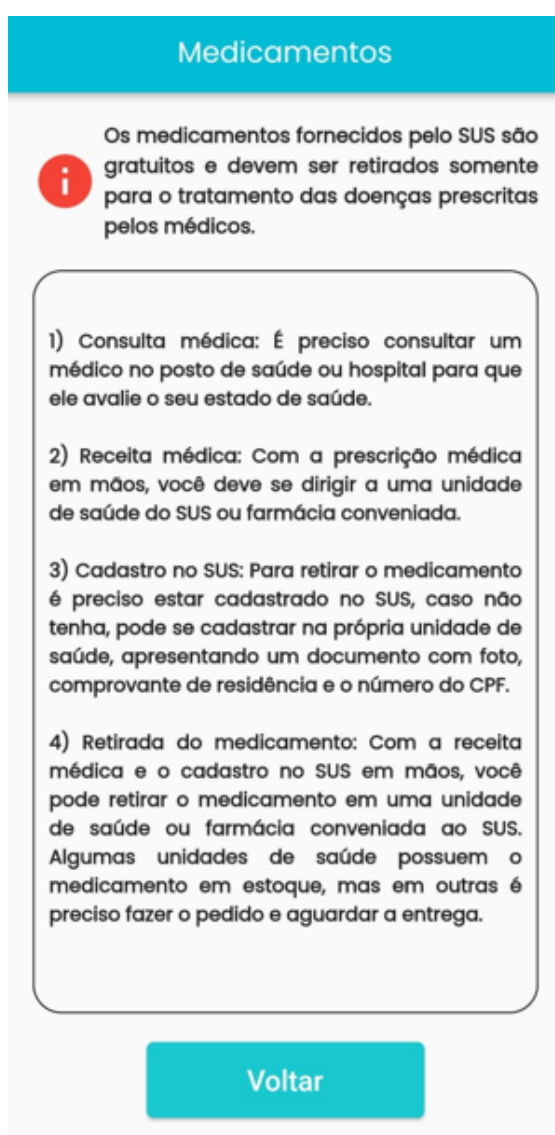 Medicamentos
i
Os medicamentos fornecidos pelo SUS são
gratuitos e devem ser retirados somente
para o tratamento das doenças prescritas
pelos médicos.
1) Consulta médica: É preciso consultar um
médico no posto de saúde ou hospital para que
ele avalie o seu estado de saúde.
2) Receita médica: Com a prescrição médica
em mãos, você deve se dirigir a uma unidade
de saúde do SUS ou farmácia conveniada.
3) Cadastro no SUS: Para retirar o medicamento
é preciso estar cadastrado no SUS, caso não
tenha, pode se cadastrar na própria unidade de
saúde, apresentando um documento com foto,
comprovante de residência e o número do CPF.
4) Retirada do medicamento: Com a receita
médica e o cadastro no SUS em mãos, você
pode retirar o medicamento em uma unidade
de saúde ou farmácia conveniada ao SUS.
Algumas unidades de saúde possuem o
medicamento em estoque, mas em outras é
preciso fazer o pedido e aguardar a entrega.
Voltar